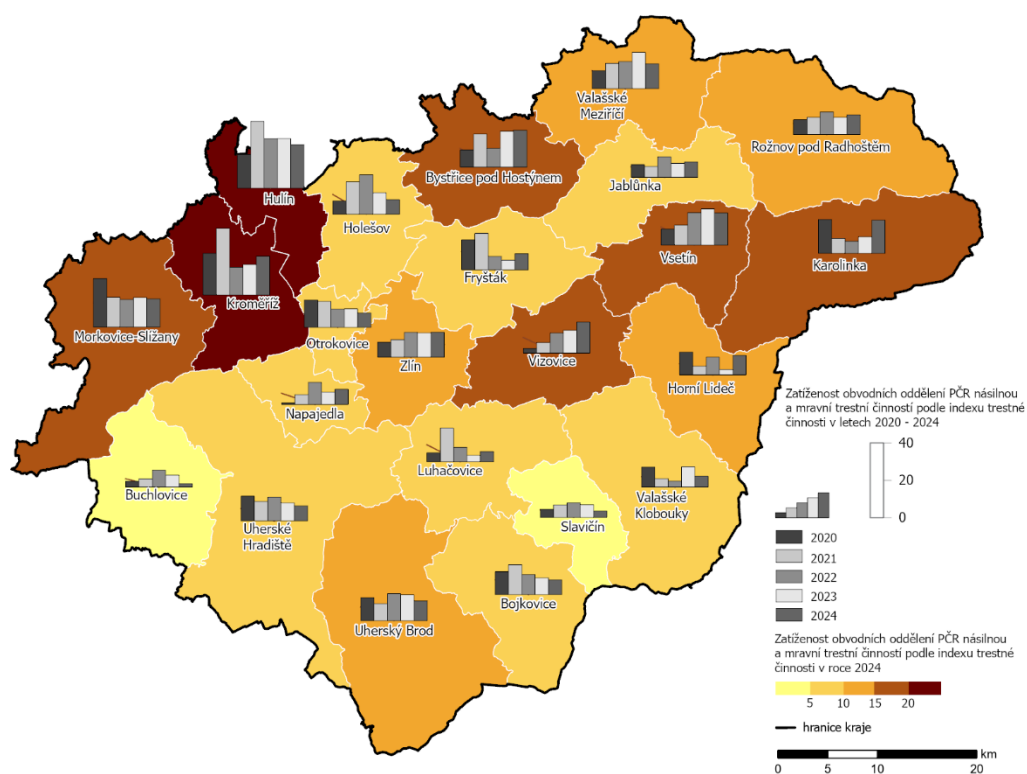 Valašské
Meziříčí
Rožnov pod Radhoštěm
Bystřice pod Hostýnem
Jablůnka
Hulín
Holešov
Vsetín
Karolinka
Fryšták
Kroměříž
Morkovice-Slížany
Otrokovice
Zlín
Vizovice
Horní Lideč
Napajedla
Luhačovice
Buchlovice
Uherské
Hradiště
Slavičín
Valašské
Klobouky
Bojkovice
Uherský Brod
Zatíženost obvodních oddělení PČR násilnou
a mravní trestní činností podle indexu trestné
činnosti v letech 2020 - 2024
40
20
0
2020
2021
2022
2023
2024
Zatíženost obvodních oddělení PČR násilnou
a mravní trestní činností podle indexu trestné
činnosti v roce 2024
5 10 15 20
hranice kraje
km
0 5 10 20